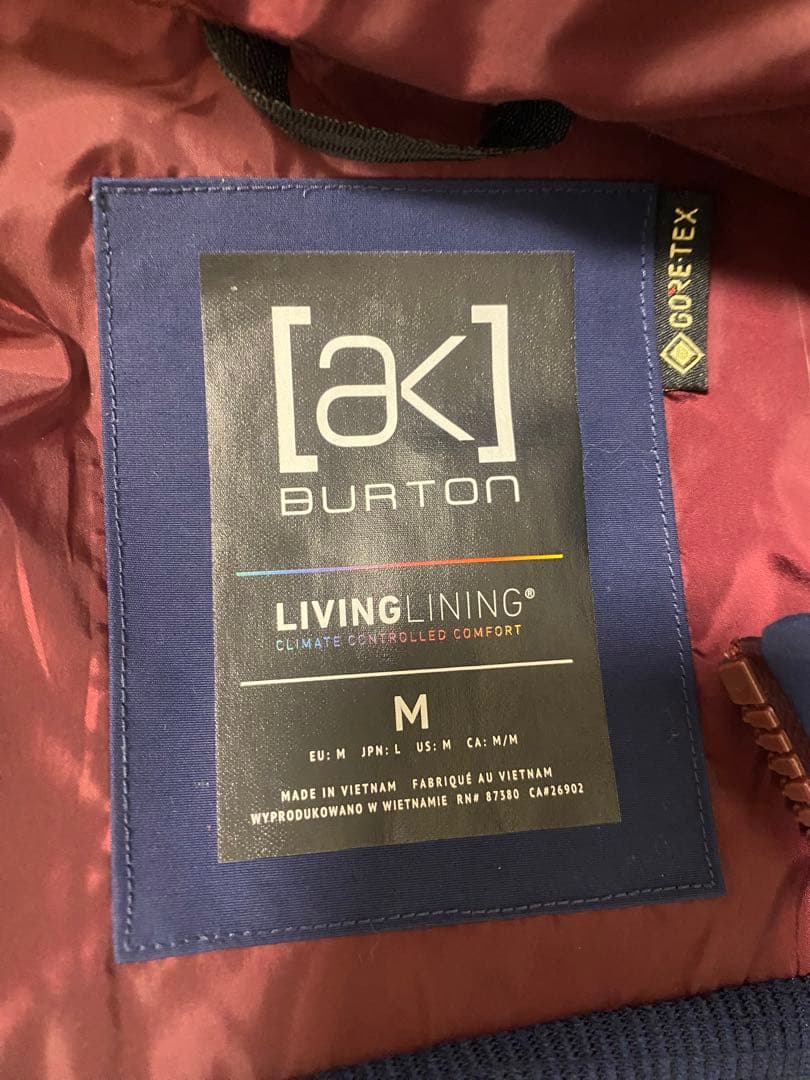 [ak]
BURTON
LIVINGLINING®
CLIMATE CONTROLLED COMFORT
M
EU: M JPN: L US: M CA: M/M
MADE IN VIETNAM FABRIQUÉ AU VIETNAM
WYPRODUKOWANO W WIETNAMIE RN# 87380 CA#26902
GORE-TEX